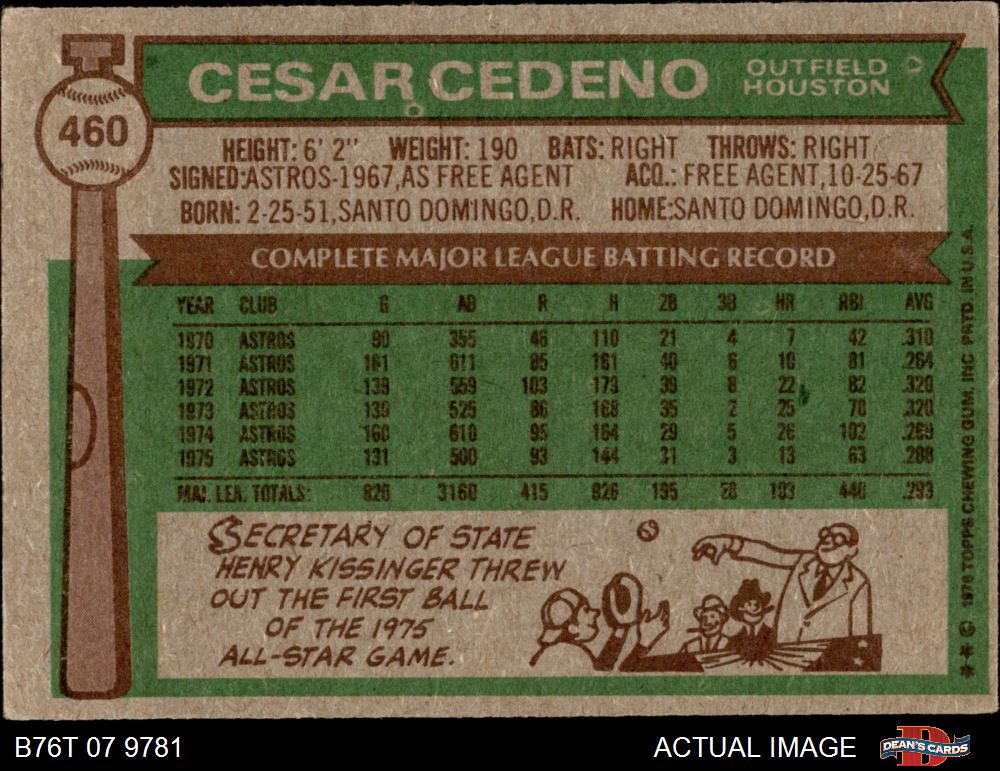 CESAR CEDENO
OUTFIELD
HOUSTON
460
HEIGHT: 6' 2" WEIGHT: 190 BATS: RIGHT THROWS: RIGHT
SIGNED:ASTROS-1967,AS FREE AGENT ACQ.: FREE AGENT,10-25-67
BORN: 2-25-51,SANTO DOMINGO,D.R. HOME:SANTO DOMINGO,D.R.
COMPLETE MAJOR LEAGUE BATTING RECORD
YEAR CLUB G AB R H 2B 3B HR RBI AVG
1970 ASTROS 90 355 46 110 21 4 7 42 .310
1971 ASTROS 161 611 85 161 40 6 10 81 .264
1972 ASTROS 139 559 103 179 39 8 22 82 .320
1973 ASTROS 139 525 86 168 35 2 25 70 .320
1974 ASTROS 160 610 95 164 29 5 26 102 .269
1975 ASTROS 131 500 93 144 31 3 13 63 .288
MAJ. LEA. TOTALS: 820 3160 415 926 195 28 103 440 .293
SECRETARY OF STATE
HENRY KISSINGER THREW
OUT THE FIRST BALL
OF THE 1975
ALL-STAR GAME.
** © 1976 TOPPS CHEWING GUM, INC PRTD. IN U.S.A.
B76T 07 9781 ACTUAL IMAGE DEAN'S CARDS